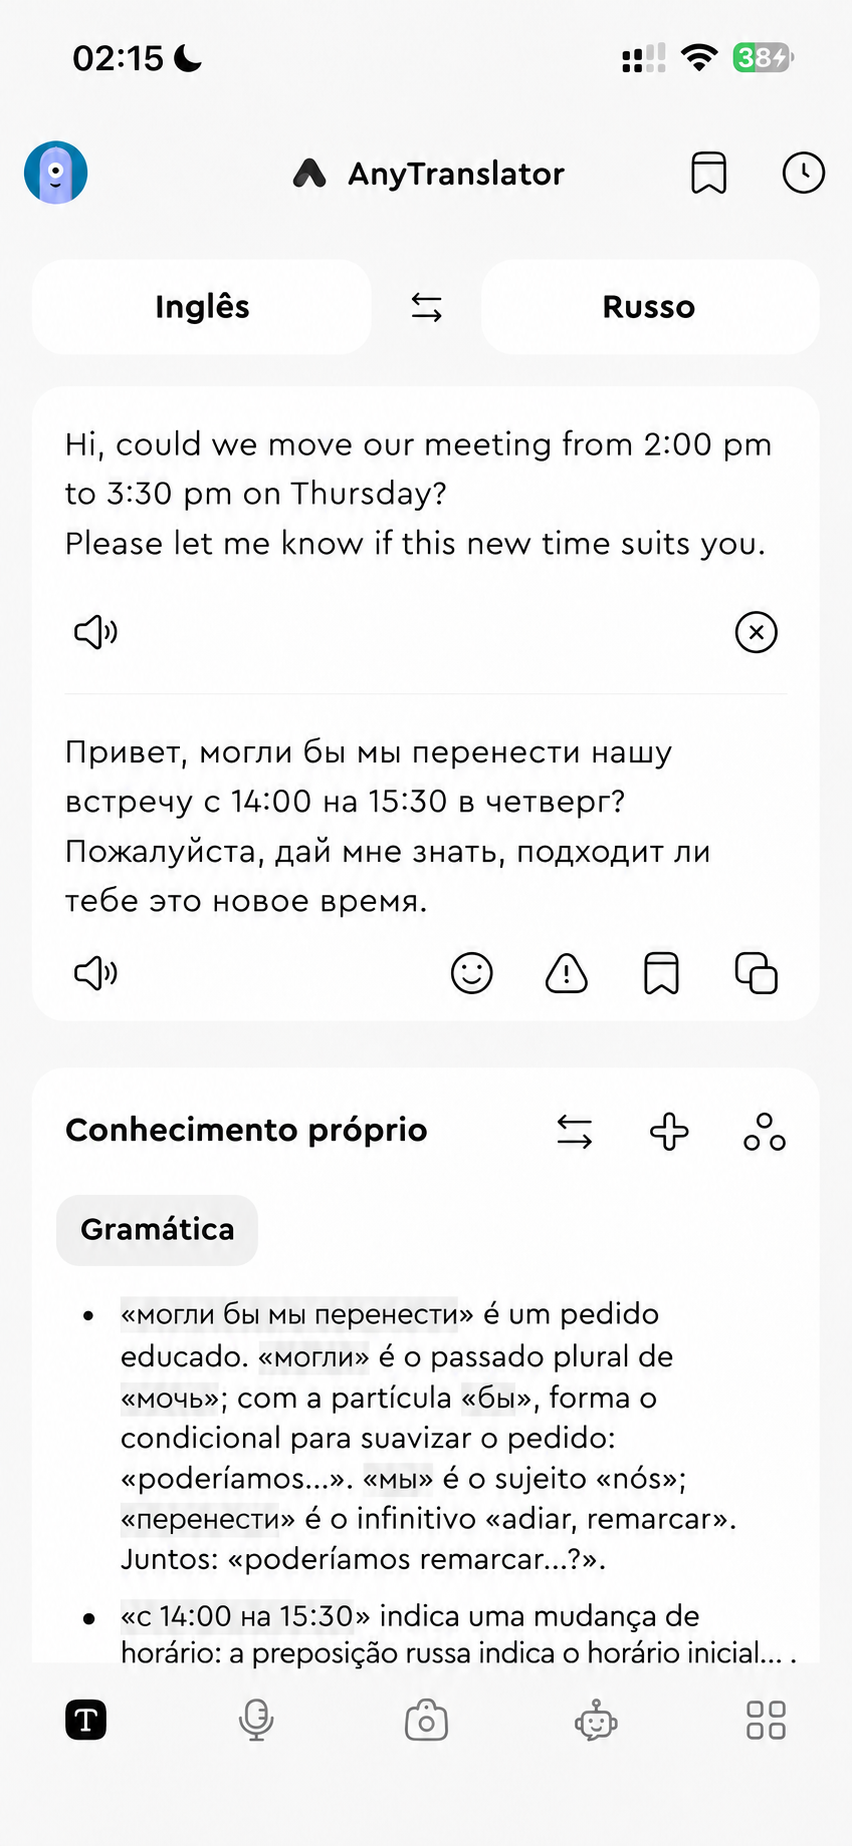 02:15
38
AnyTranslator
Inglês
Russo
Hi, could we move our meeting from 2:00 pm
to 3:30 pm on Thursday?
Please let me know if this new time suits you.
Привет, могли бы мы перенести нашу
встречу с 14:00 на 15:30 в четверг?
Пожалуйста, дай мне знать, подходит ли
тебе это новое время.
Conhecimento próprio
Gramática
• «могли бы мы перенести» é um pedido
educado. «могли» é o passado plural de
«мочь»; com a partícula «бы», forma o
condicional para suavizar o pedido:
«poderíamos...». «мы» é o sujeito «nós»;
«перенести» é o infinitivo «adiar, remarcar».
Juntos: «poderíamos remarcar...?».
• «с 14:00 на 15:30» indica uma mudança de
horário: a preposição russa indica o horário inicial... .
T